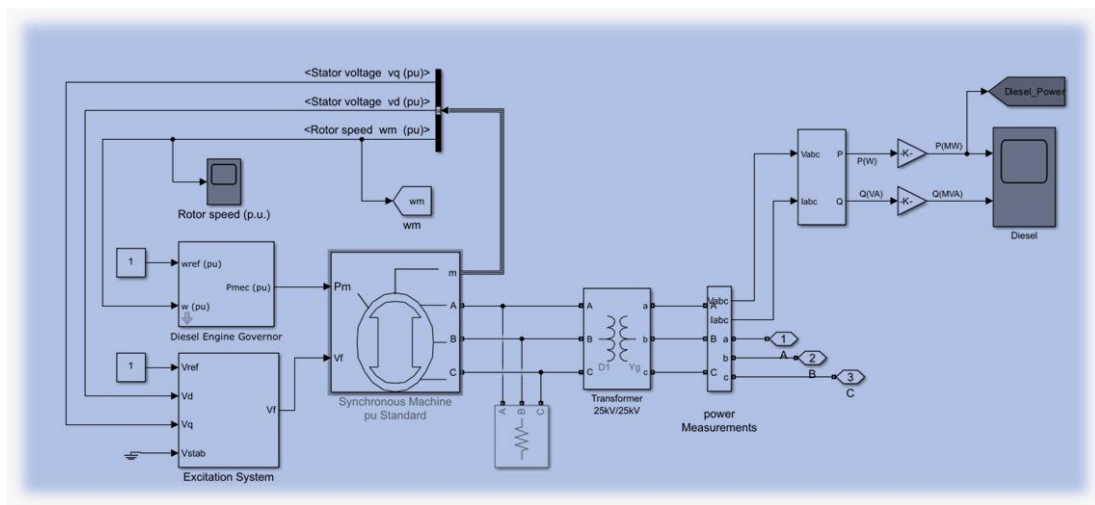 <Stator voltage vq (pu)>
<Stator voltage vd (pu)>
<Rotor speed wm (pu)>
Rotor speed (p.u.)
wm
wm
1
wref (pu)
w (pu)
Pmec (pu)
Diesel Engine Governor
1
Vref
Vd
Vq
Vstab
Vf
Excitation System
Pm
Vf
m
A
B
C
Synchronous Machine
pu Standard
A
B
C
A
B
C
D1
Yg
a
b
c
Transformer
25kV/25kV
A
B
C
Vabc
Iabc
a
b
c
power
Measurements
1
A
2
B
3
C
Vabc
Iabc
P
Q
P(W)
Q(VA)
-K-
-K-
P(MW)
Q(MVA)
Diesel_Power
Diesel